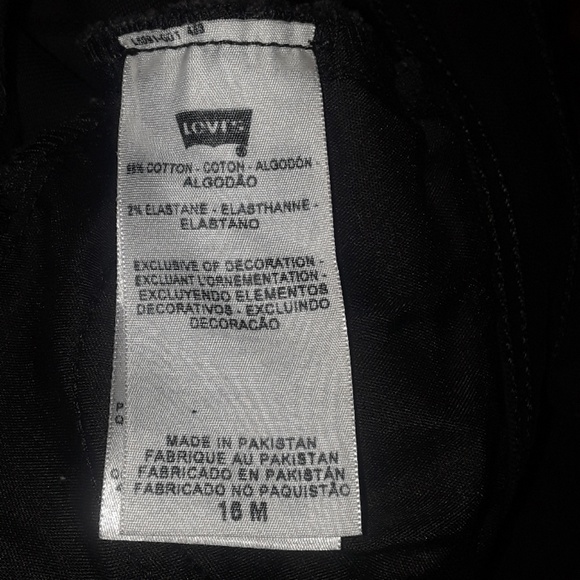 LEVI'S
98% COTTON - COTON - ALGODÓN -
ALGODÃO
2% ELASTANE - ELASTHANNE -
ELASTANO
EXCLUSIVE OF DECORATION -
EXCLUANT L'ORNEMENTATION -
EXCLUYENDO ELEMENTOS
DECORATIVOS - EXCLUINDO
DECORAÇÃO
MADE IN PAKISTAN
FABRIQUE AU PAKISTAN
FABRICADO EN PAKISTÁN
FABRICADO NO PAQUISTÃO
16 M